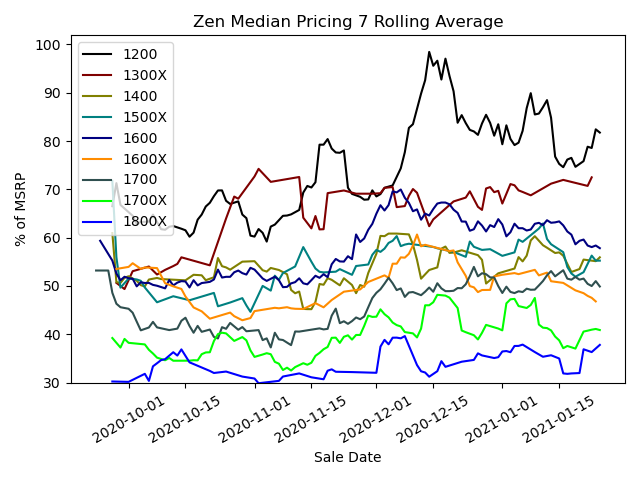 Zen Median Pricing 7 Rolling Average
% of MSRP
100
90
80
70
60
50
40
30
1200
1300X
1400
1500X
1600
1600X
1700
1700X
1800X
2020-10-01
2020-10-15
2020-11-01
2020-11-15
2020-12-01
2020-12-15
2021-01-01
2021-01-15
Sale Date